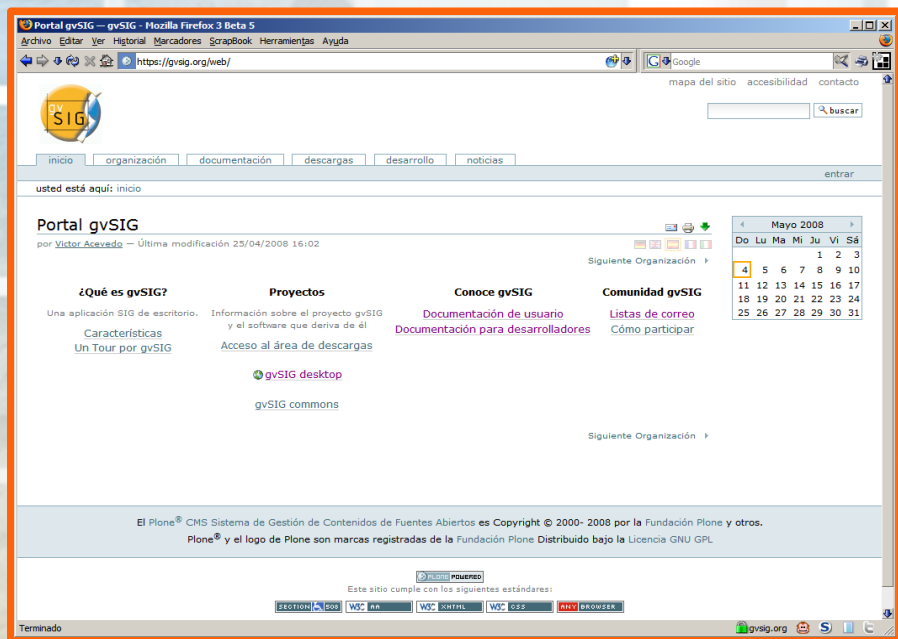 Portal gvSIG — gvSIG - Mozilla Firefox 3 Beta 5
Archivo Editar Ver Historial Marcadores ScrapBook Herramientas Ayuda
https://gvsig.org/web/
Google
mapa del sitio accesibilidad contacto
gv SIG
buscar
inicio organización documentación descargas desarrollo noticias
entrar
usted está aquí: inicio
Portal gvSIG
por Victor Acevedo — Última modificación 25/04/2008 16:02
Siguiente Organización
¿Qué es gvSIG? Proyectos Conoce gvSIG Comunidad gvSIG
Una aplicación SIG de escritorio.
Características
Un Tour por gvSIG
Información sobre el proyecto gvSIG
y el software que deriva de él
Acceso al área de descargas
gvSIG desktop
gvSIG commons
Documentación de usuario
Documentación para desarrolladores
Listas de correo
Cómo participar
Siguiente Organización
Mayo 2008
Do Lu Ma Mi Ju Vi Sá
1 2 3
4 5 6 7 8 9 10
11 12 13 14 15 16 17
18 19 20 21 22 23 24
25 26 27 28 29 30 31
El Plone® CMS Sistema de Gestión de Contenidos de Fuentes Abiertos es Copyright © 2000- 2008 por la Fundación Plone y otros.
Plone® y el logo de Plone son marcas registradas de la Fundación Plone Distribuido bajo la Licencia GNU GPL
PLONE POWERED
Este sitio cumple con los siguientes estándares:
SECTION 508 W3C AA W3C XHTML W3C CSS ANY BROWSER
Terminado
gvsig.org